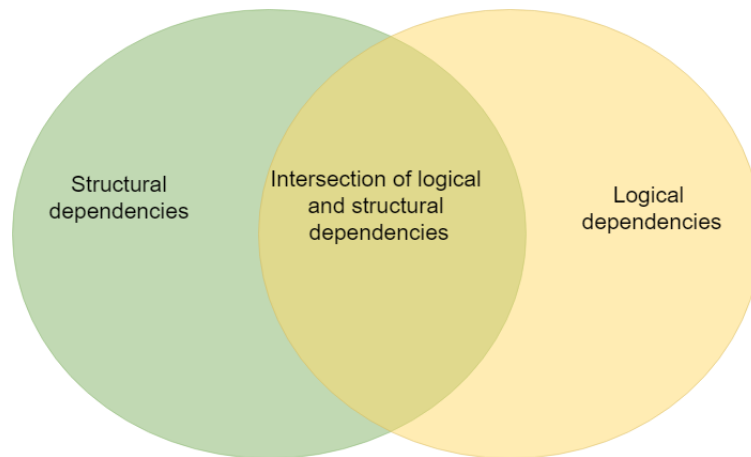 Structural
dependencies
Intersection of logical
and structural
dependencies
Logical
dependencies